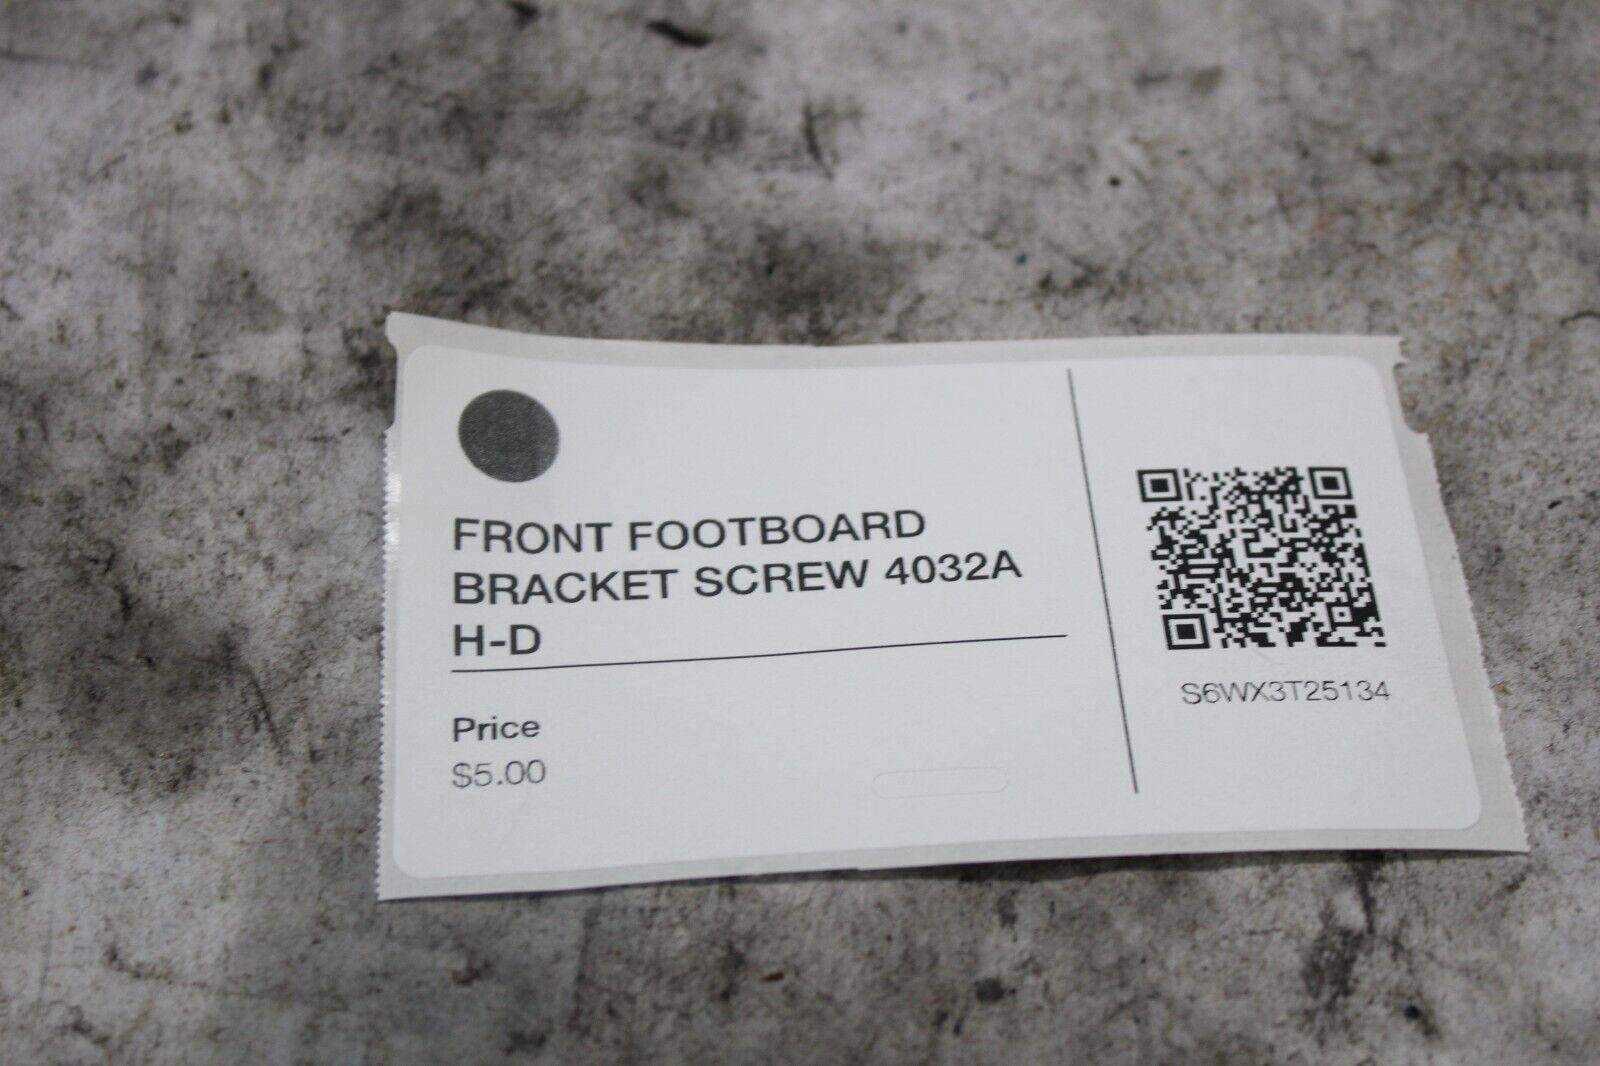 FRONT FOOTBOARD
BRACKET SCREW 4032A
H-D
Price
$5.00
S6WX3T25134